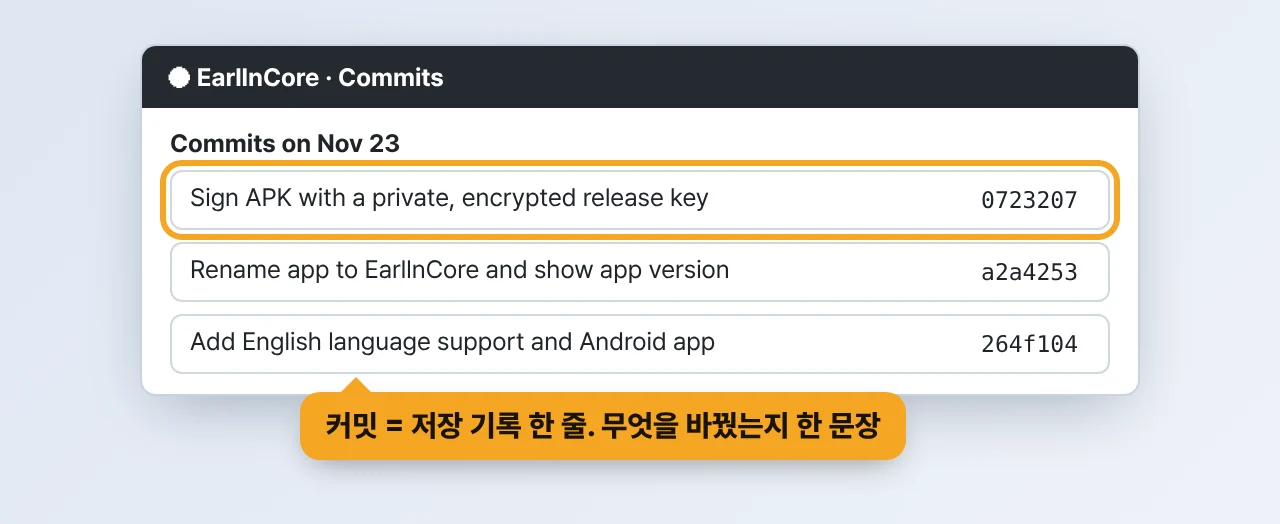 EarlInCore · Commits
Commits on Nov 23
Sign APK with a private, encrypted release key 0723207
Rename app to EarlInCore and show app version a2a4253
Add English language support and Android app 264f104
커밋 = 저장 기록 한 줄. 무엇을 바꿨는지 한 문장